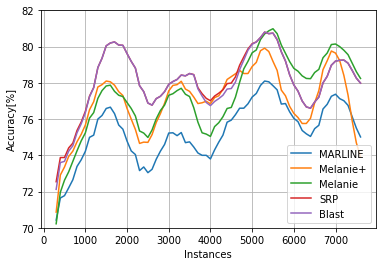 82
80
78
76
74
72
70
Accuracy[%]
0
1000
2000
3000
4000
5000
6000
7000
Instances
MARLINE
Melanie+
Melanie
SRP
Blast